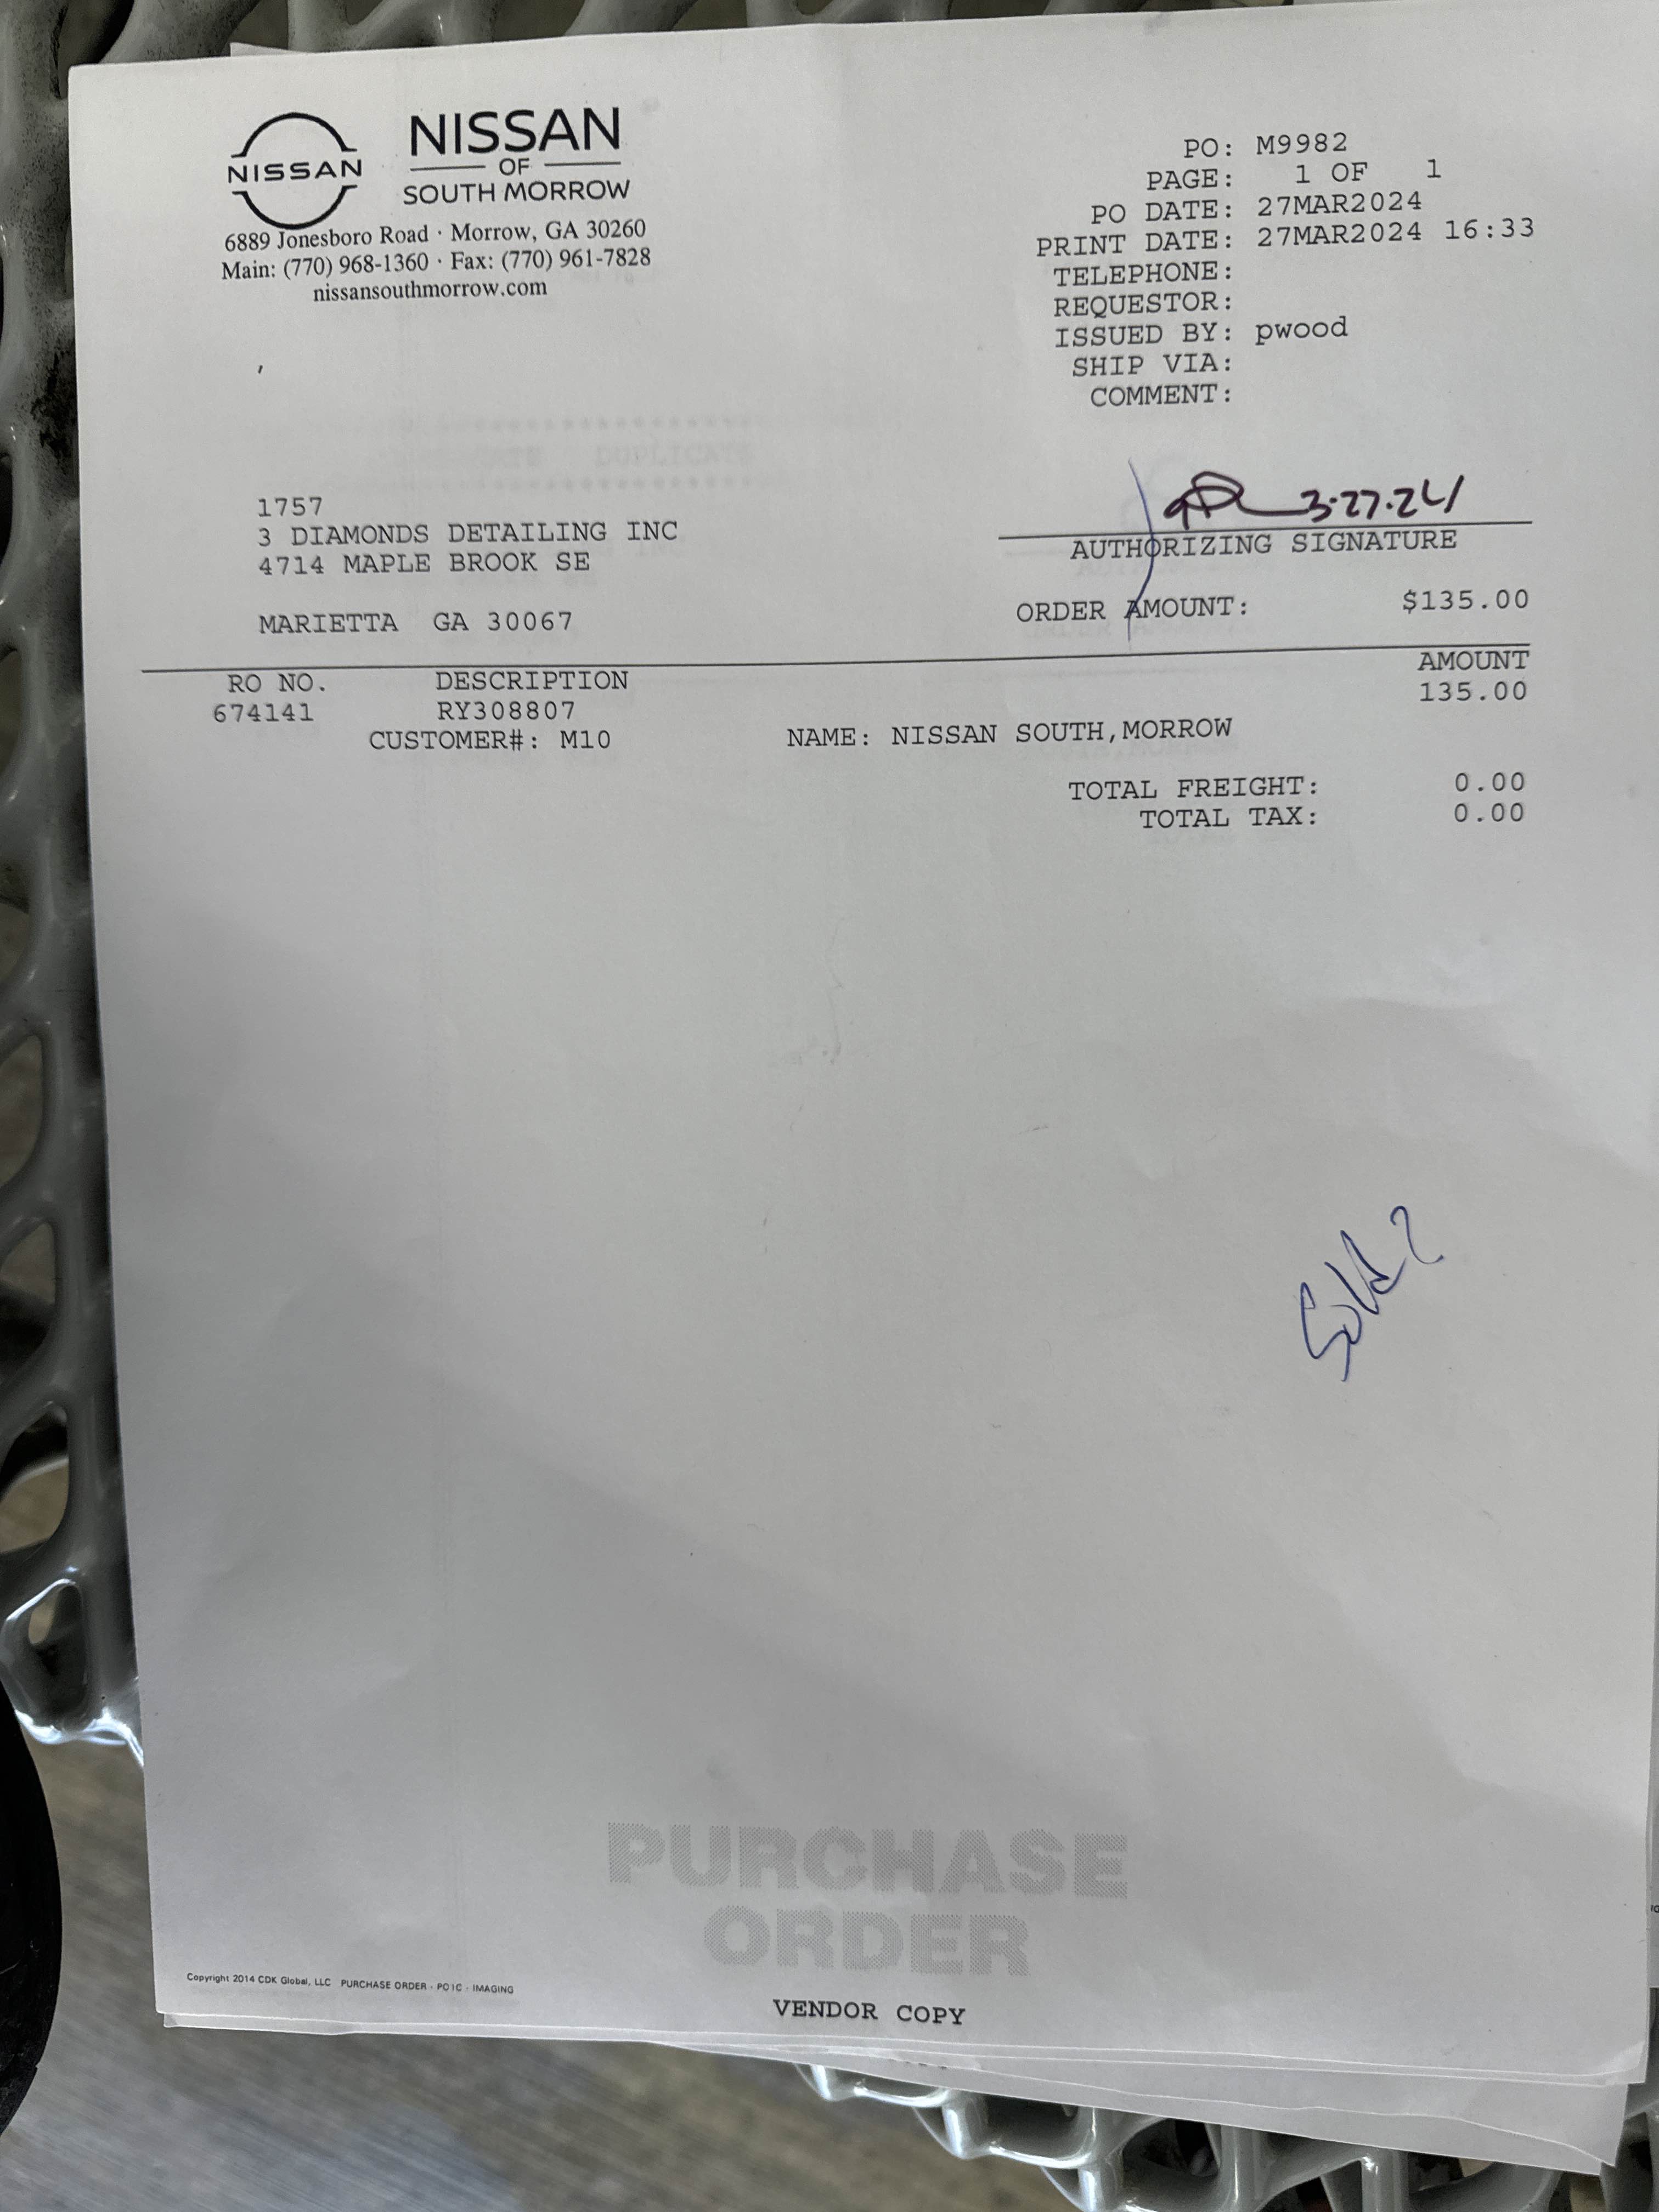 NISSAN
NISSAN
OF
SOUTH MORROW
6889 Jonesboro Road · Morrow, GA 30260
Main: (770) 968-1360 · Fax: (770) 961-7828
nissansouthmorrow.com
PO: M9982
PAGE: 1 OF 1
PO DATE: 27MAR2024
PRINT DATE: 27MAR2024 16:33
TELEPHONE:
REQUESTOR:
ISSUED BY: pwood
SHIP VIA:
COMMENT:
DUPLICATE
1757
3 DIAMONDS DETAILING INC
4714 MAPLE BROOK SE
MARIETTA GA 30067
3·27·24
AUTHORIZING SIGNATURE
ORDER AMOUNT: $135.00
RO NO. DESCRIPTION AMOUNT
674141 RY308807 135.00
CUSTOMER#: M10 NAME: NISSAN SOUTH,MORROW
TOTAL FREIGHT: 0.00
TOTAL TAX: 0.00
Sold?
PURCHASE
ORDER
Copyright 2014 CDK Global, LLC PURCHASE ORDER - PO1C - IMAGING
VENDOR COPY